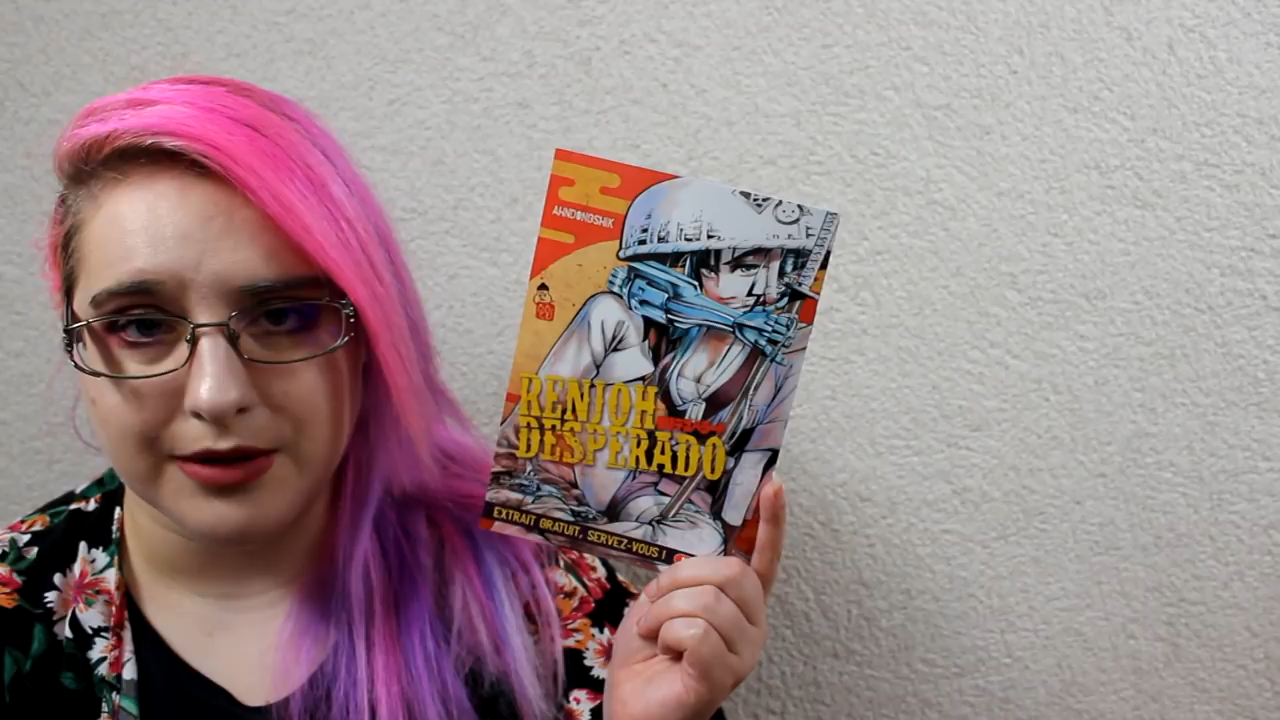 AHNDONGSHIK
RENJOH
DESPERADO
EXTRAIT GRATUIT, SERVEZ-VOUS !